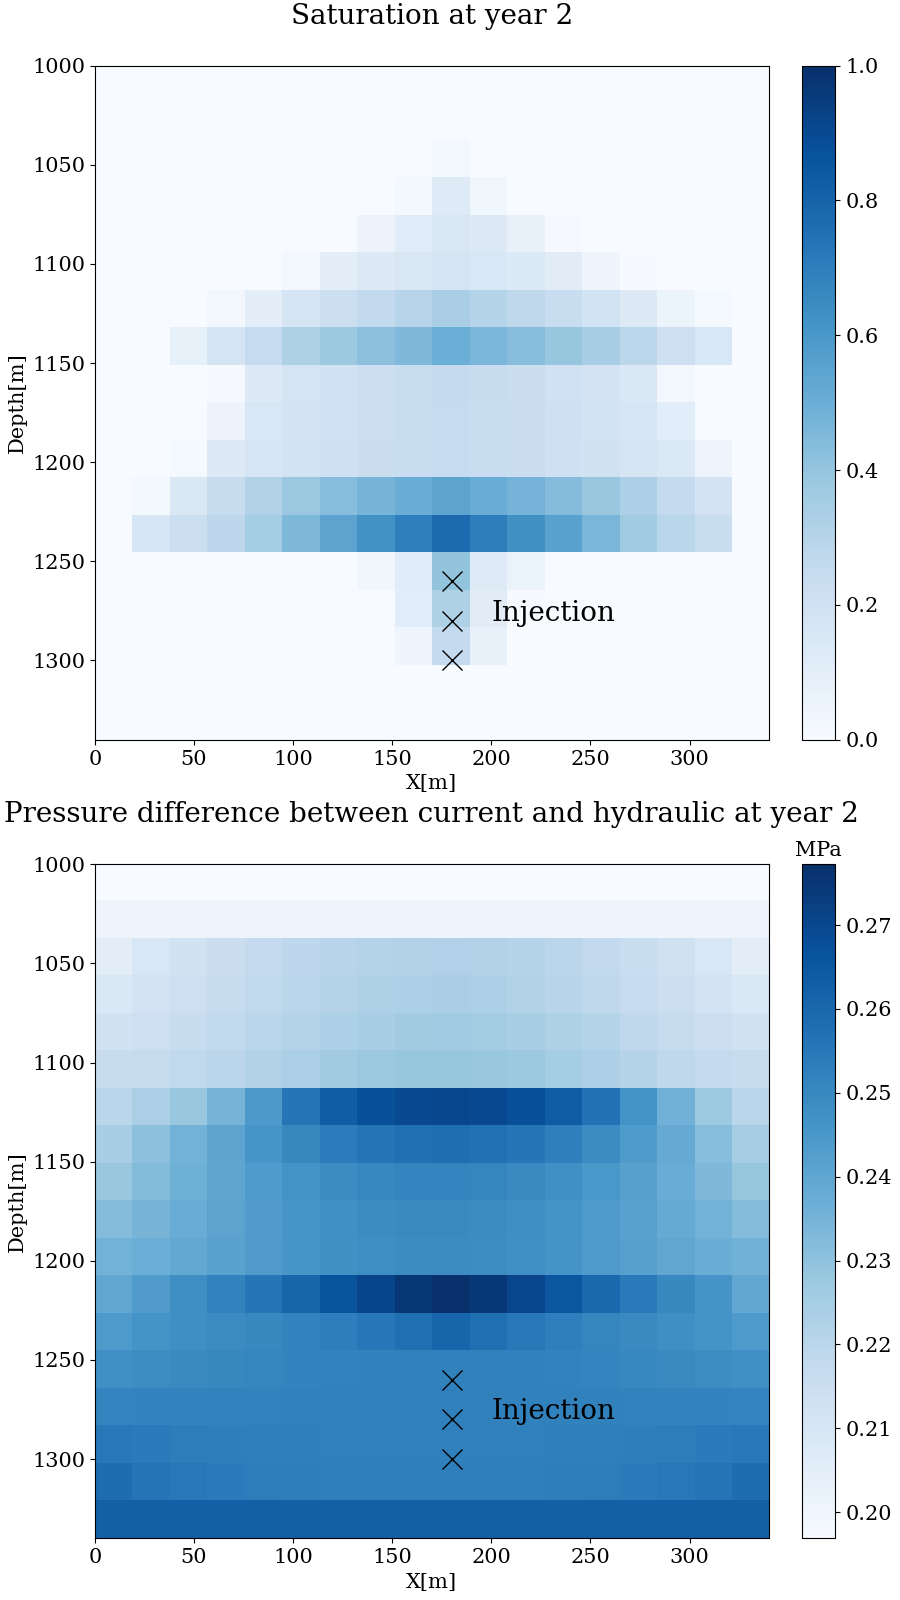 Saturation at year 2
1000
1050
1100
1150
1200
1250
1300
Depth[m]
Injection
0 50 100 150 200 250 300
X[m]
1.0
0.8
0.6
0.4
0.2
0.0
Pressure difference between current and hydraulic at year 2
MPa
1000
1050
1100
1150
1200
1250
1300
Depth[m]
Injection
0 50 100 150 200 250 300
X[m]
0.27
0.26
0.25
0.24
0.23
0.22
0.21
0.20